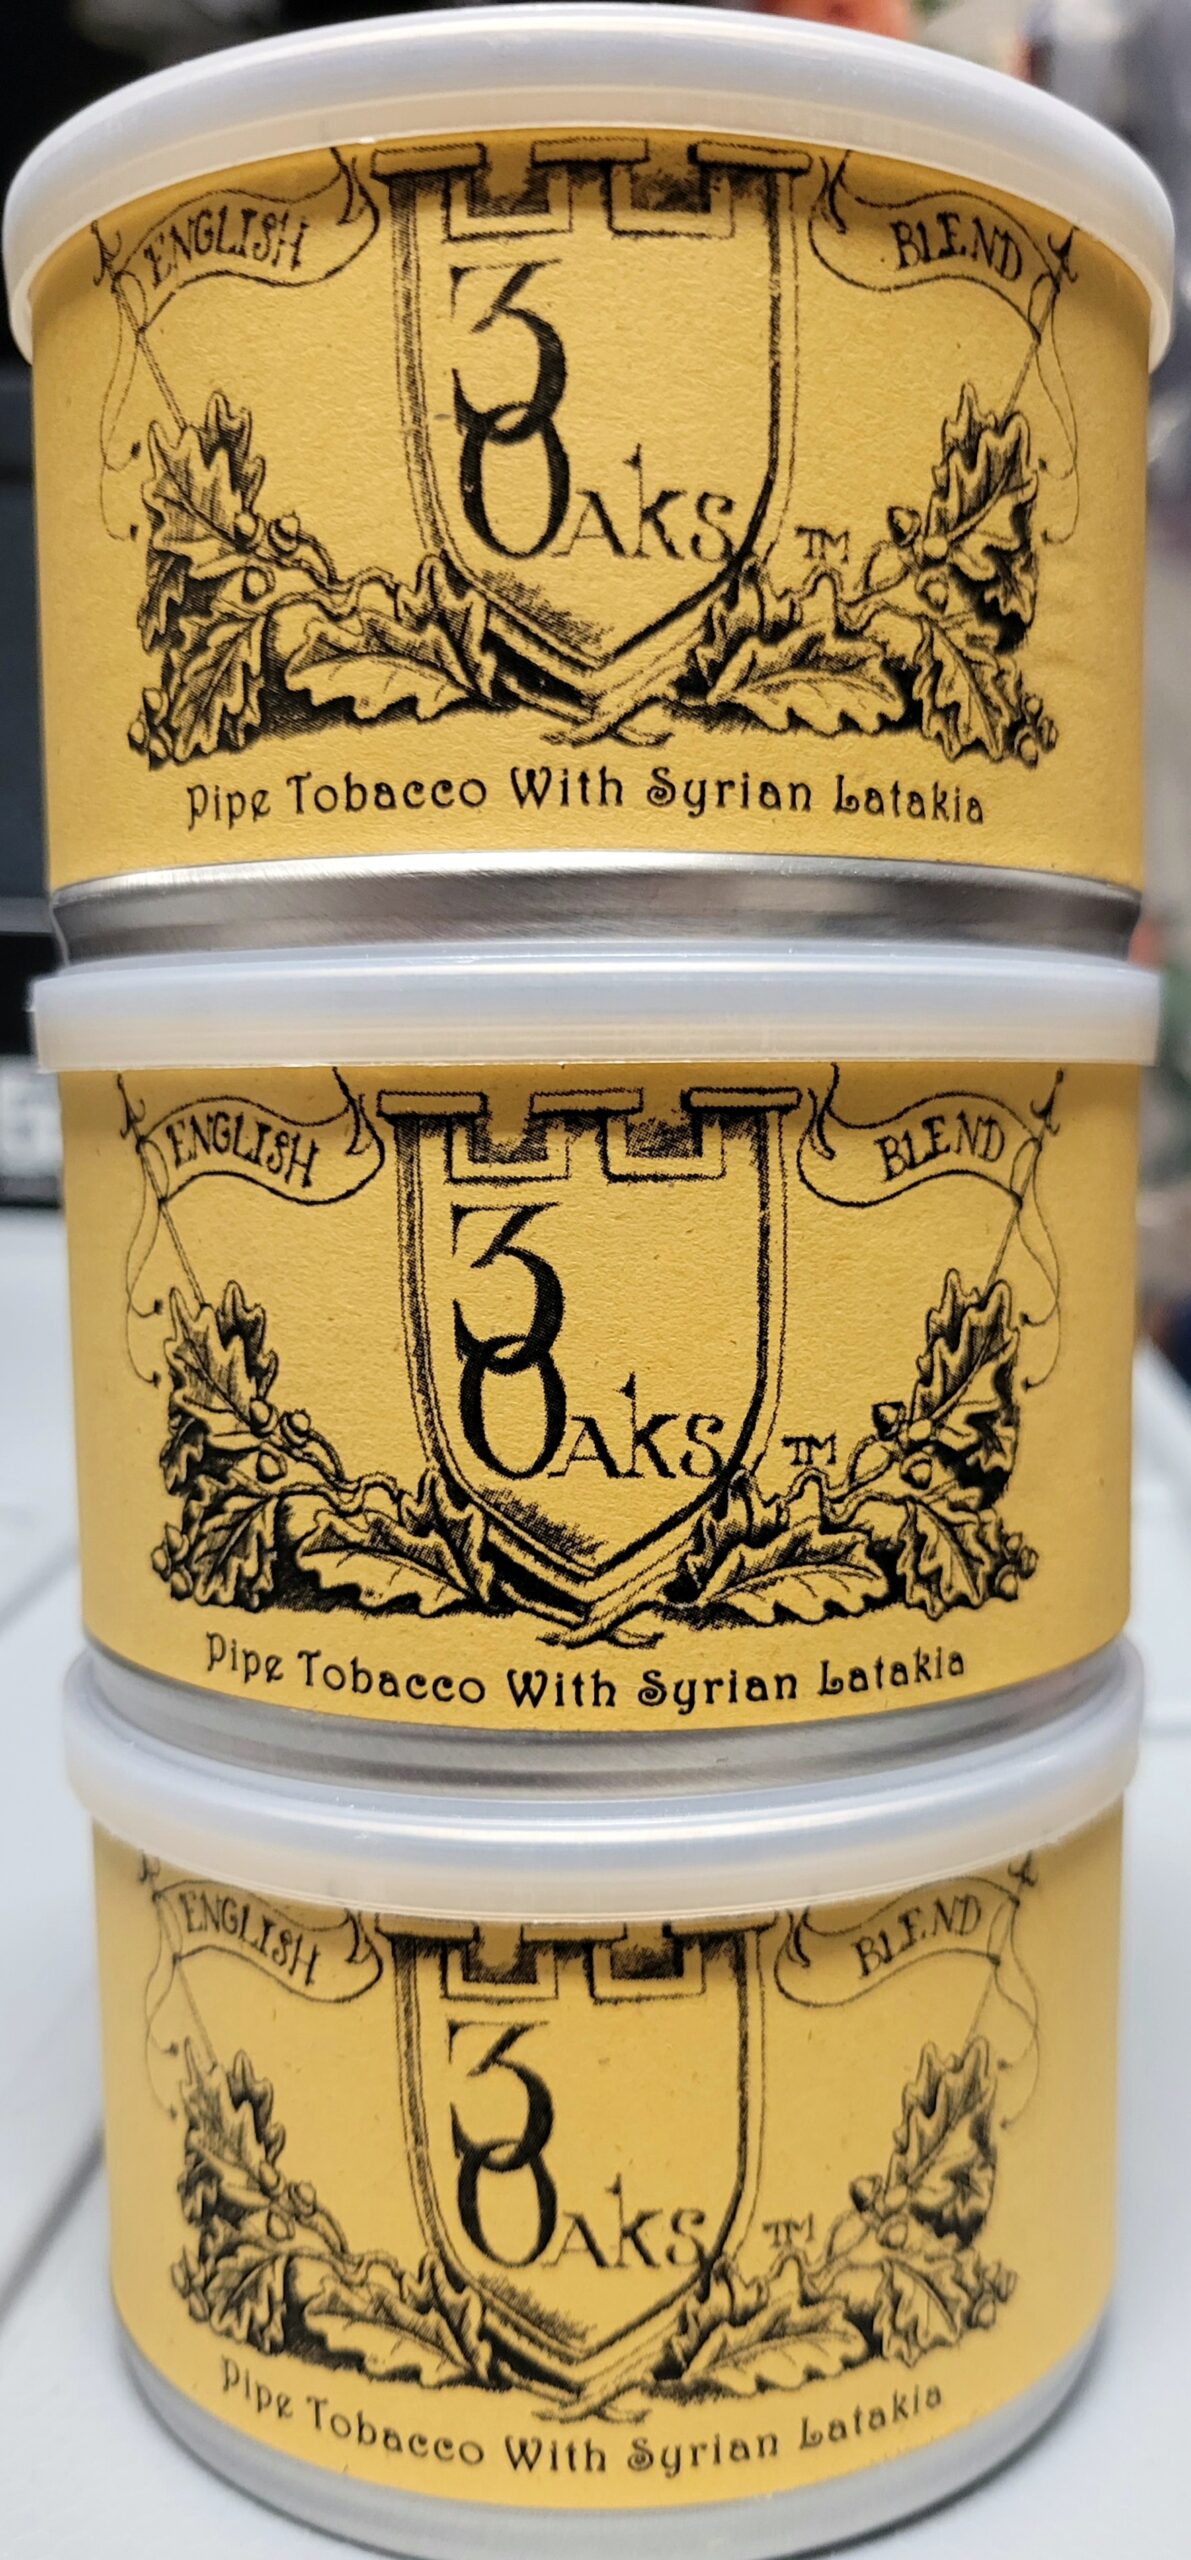 ENGLISH BLEND
3
OAKS TM
Pipe Tobacco With Syrian Latakia
ENGLISH BLEND
3
OAKS TM
Pipe Tobacco With Syrian Latakia
ENGLISH BLEND
3
OAKS TM
Pipe Tobacco With Syrian Latakia